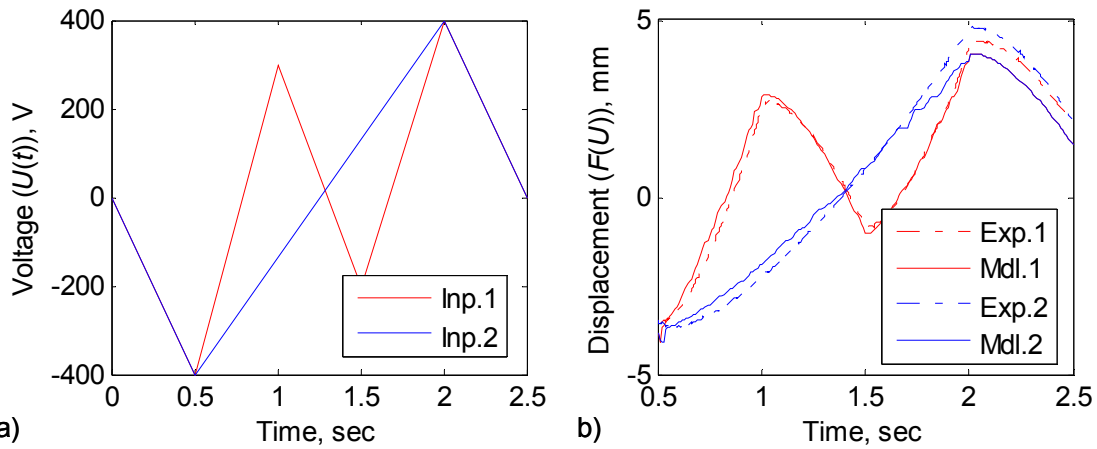 400
200
0
-200
-400
Voltage (U(t)), V
0 0.5 1 1.5 2 2.5
Time, sec
Inp.1
Inp.2
a)
5
0
-5
Displacement (F(U)), mm
0.5 1 1.5 2 2.5
Time, sec
Exp.1
Mdl.1
Exp.2
Mdl.2
b)